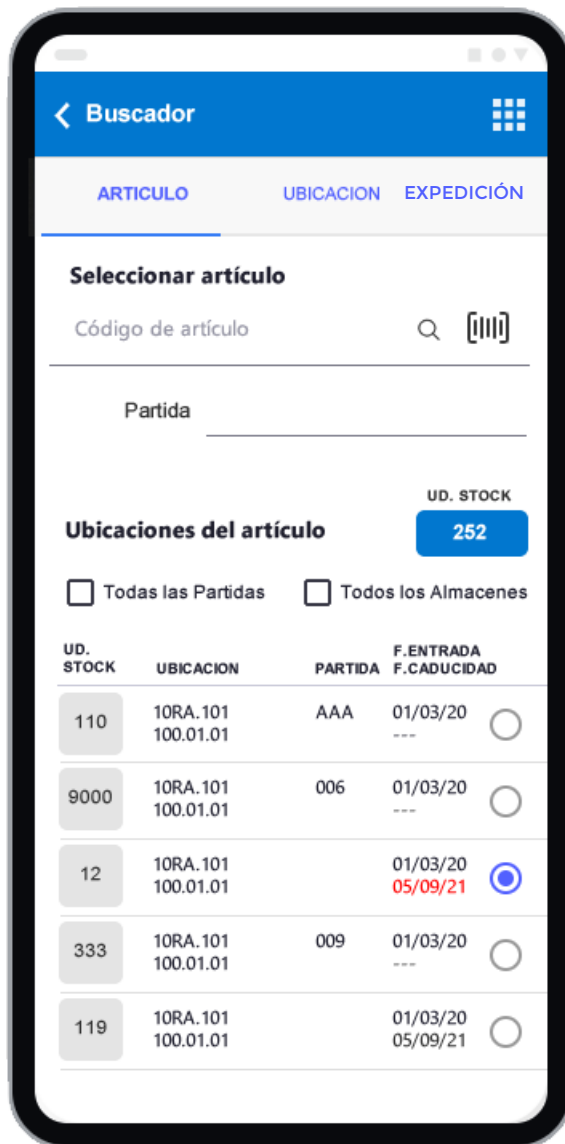 Buscador
ARTICULO UBICACION EXPEDICIÓN
Seleccionar artículo
Código de artículo
Partida
UD. STOCK
Ubicaciones del artículo 252
Todas las Partidas Todos los Almacenes
UD. STOCK UBICACION PARTIDA F.ENTRADA F.CADUCIDAD
110 10RA.101 AAA 01/03/20
100.01.01 ---
9000 10RA.101 006 01/03/20
100.01.01 ---
12 10RA.101 01/03/20
100.01.01 05/09/21
333 10RA.101 009 01/03/20
100.01.01 ---
119 10RA.101 01/03/20
100.01.01 05/09/21